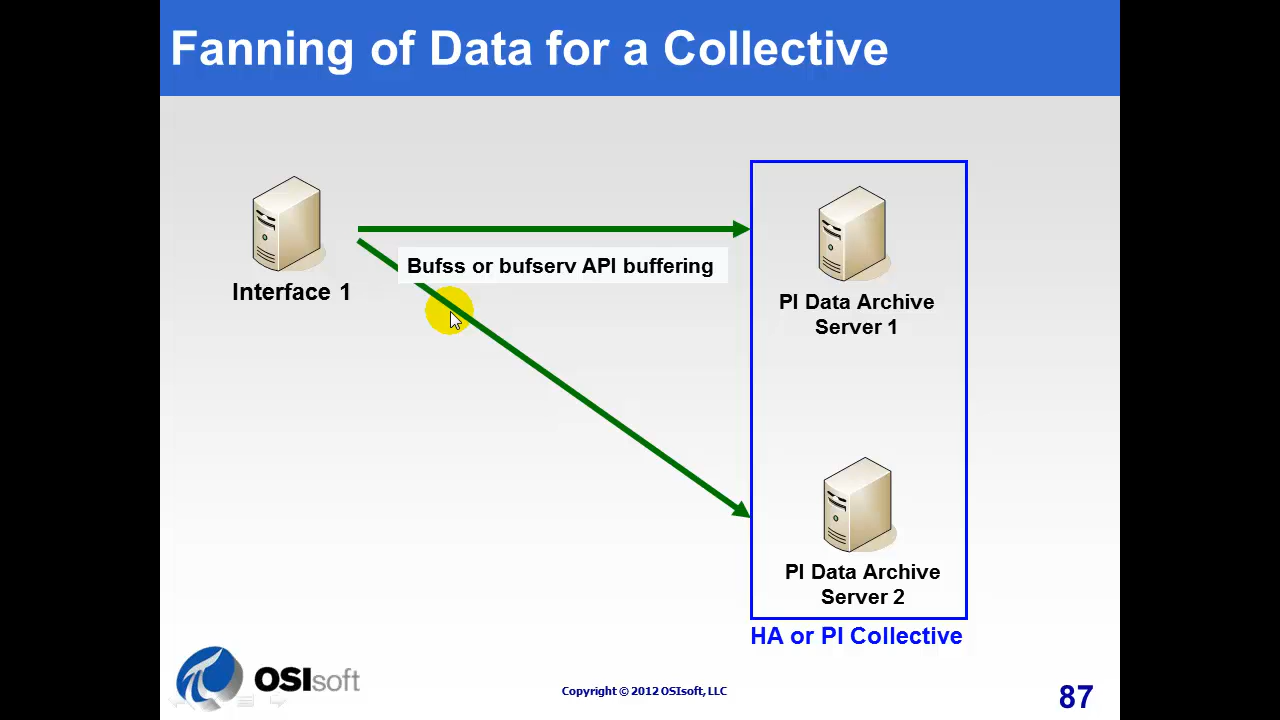 Fanning of Data for a Collective
Bufss or bufserv API buffering
Interface 1
PI Data Archive
Server 1
PI Data Archive
Server 2
HA or PI Collective
OSIsoft
Copyright © 2012 OSIsoft, LLC
87